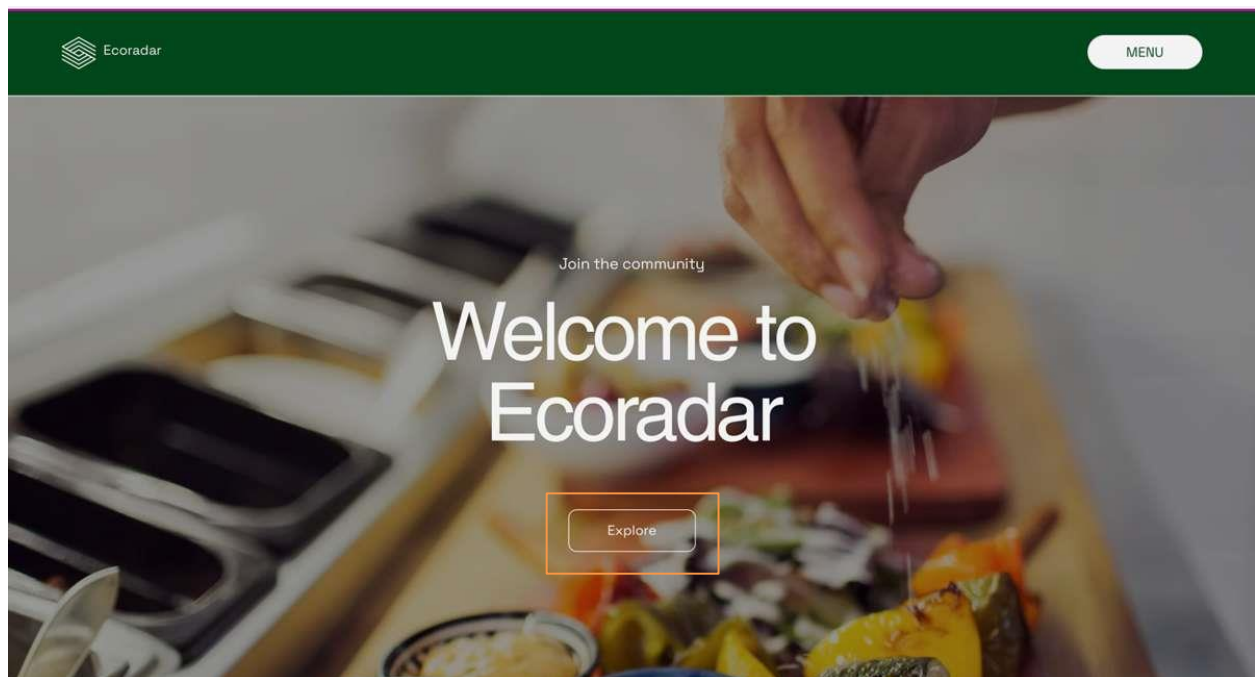 Ecoradar
MENU
Join the community
Welcome to
Ecoradar
Explore